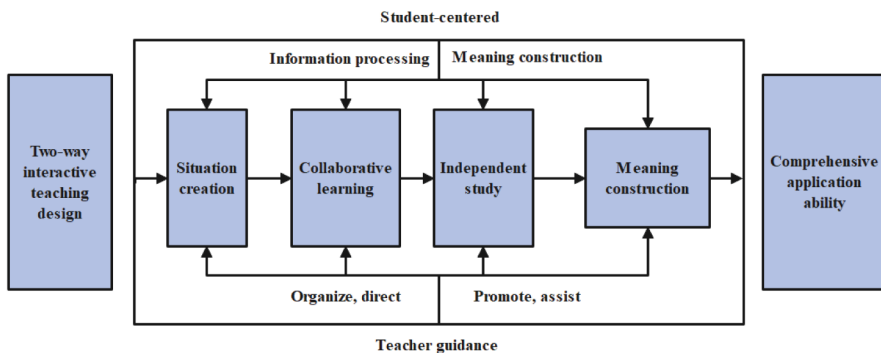 Student-centered
Information processing
Meaning construction
Two-way
interactive
teaching
design
Situation
creation
Collaborative
learning
Independent
study
Meaning
construction
Comprehensive
application
ability
Organize, direct
Promote, assist
Teacher guidance